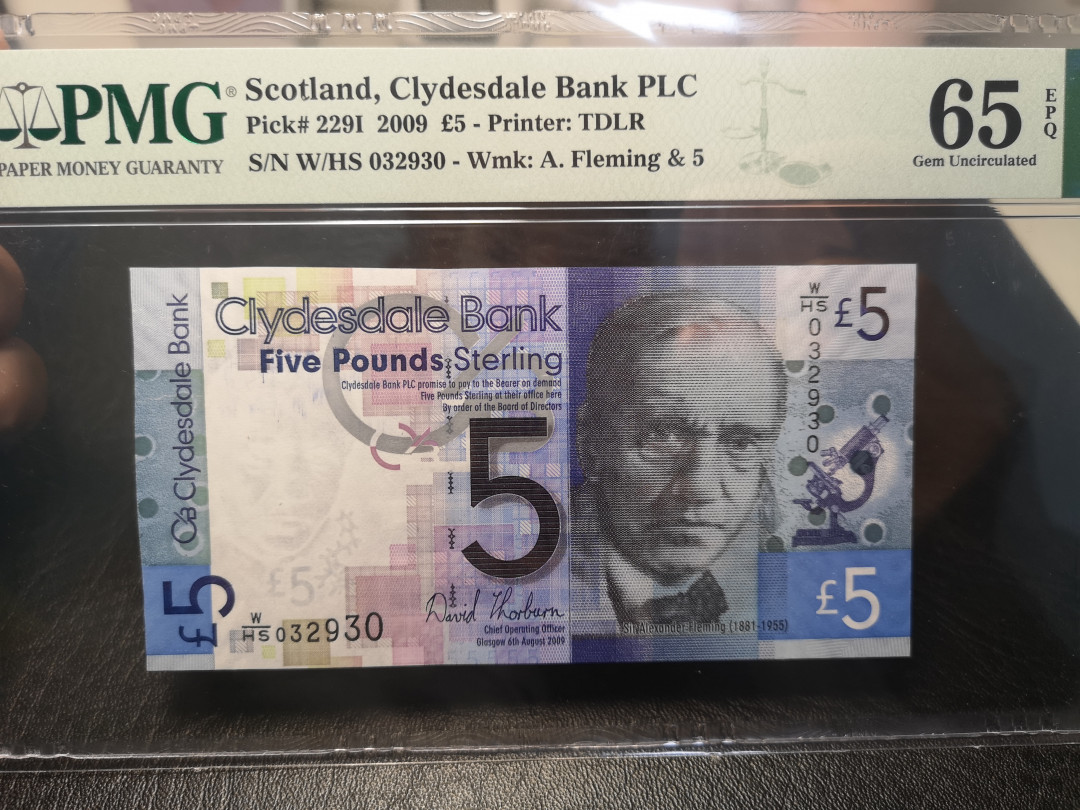 PMG®
PAPER MONEY GUARANTY
Scotland, Clydesdale Bank PLC
Pick# 229I 2009 £5 - Printer: TDLR
S/N W/HS 032930 - Wmk: A. Fleming & 5
65
EPQ
Gem Uncirculated
Clydesdale Bank
£5
Clydesdale Bank
Five Pounds Sterling
Clydesdale Bank PLC promise to pay to the Bearer on demand
Five Pounds Sterling at their office here
By order of the Board of Directors
5
£5
W
HS 032930
David Thorburn
Chief Operating Officer
Glasgow 6th August 2009
Sir Alexander Fleming (1881-1955)
W
HS
032930
£5
£5